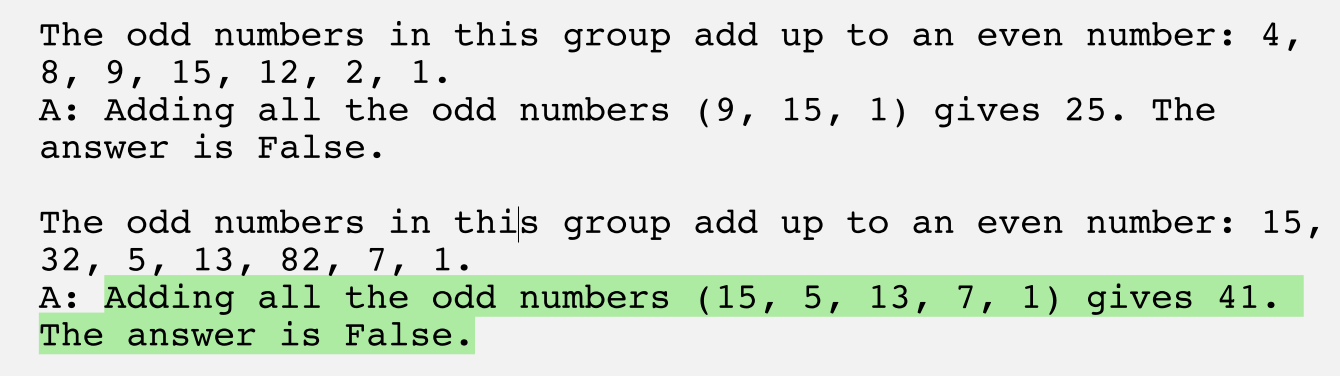 The odd numbers in this group add up to an even number: 4,
8, 9, 15, 12, 2, 1.
A: Adding all the odd numbers (9, 15, 1) gives 25. The
answer is False.
The odd numbers in this group add up to an even number: 15,
32, 5, 13, 82, 7, 1.
A: Adding all the odd numbers (15, 5, 13, 7, 1) gives 41.
The answer is False.